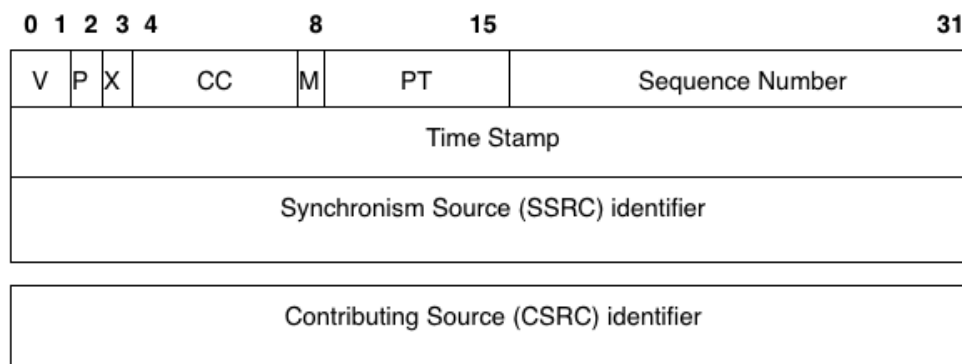 0 1 2 3 4 8 15 31
V P X CC M PT Sequence Number
Time Stamp
Synchronism Source (SSRC) identifier
Contributing Source (CSRC) identifier